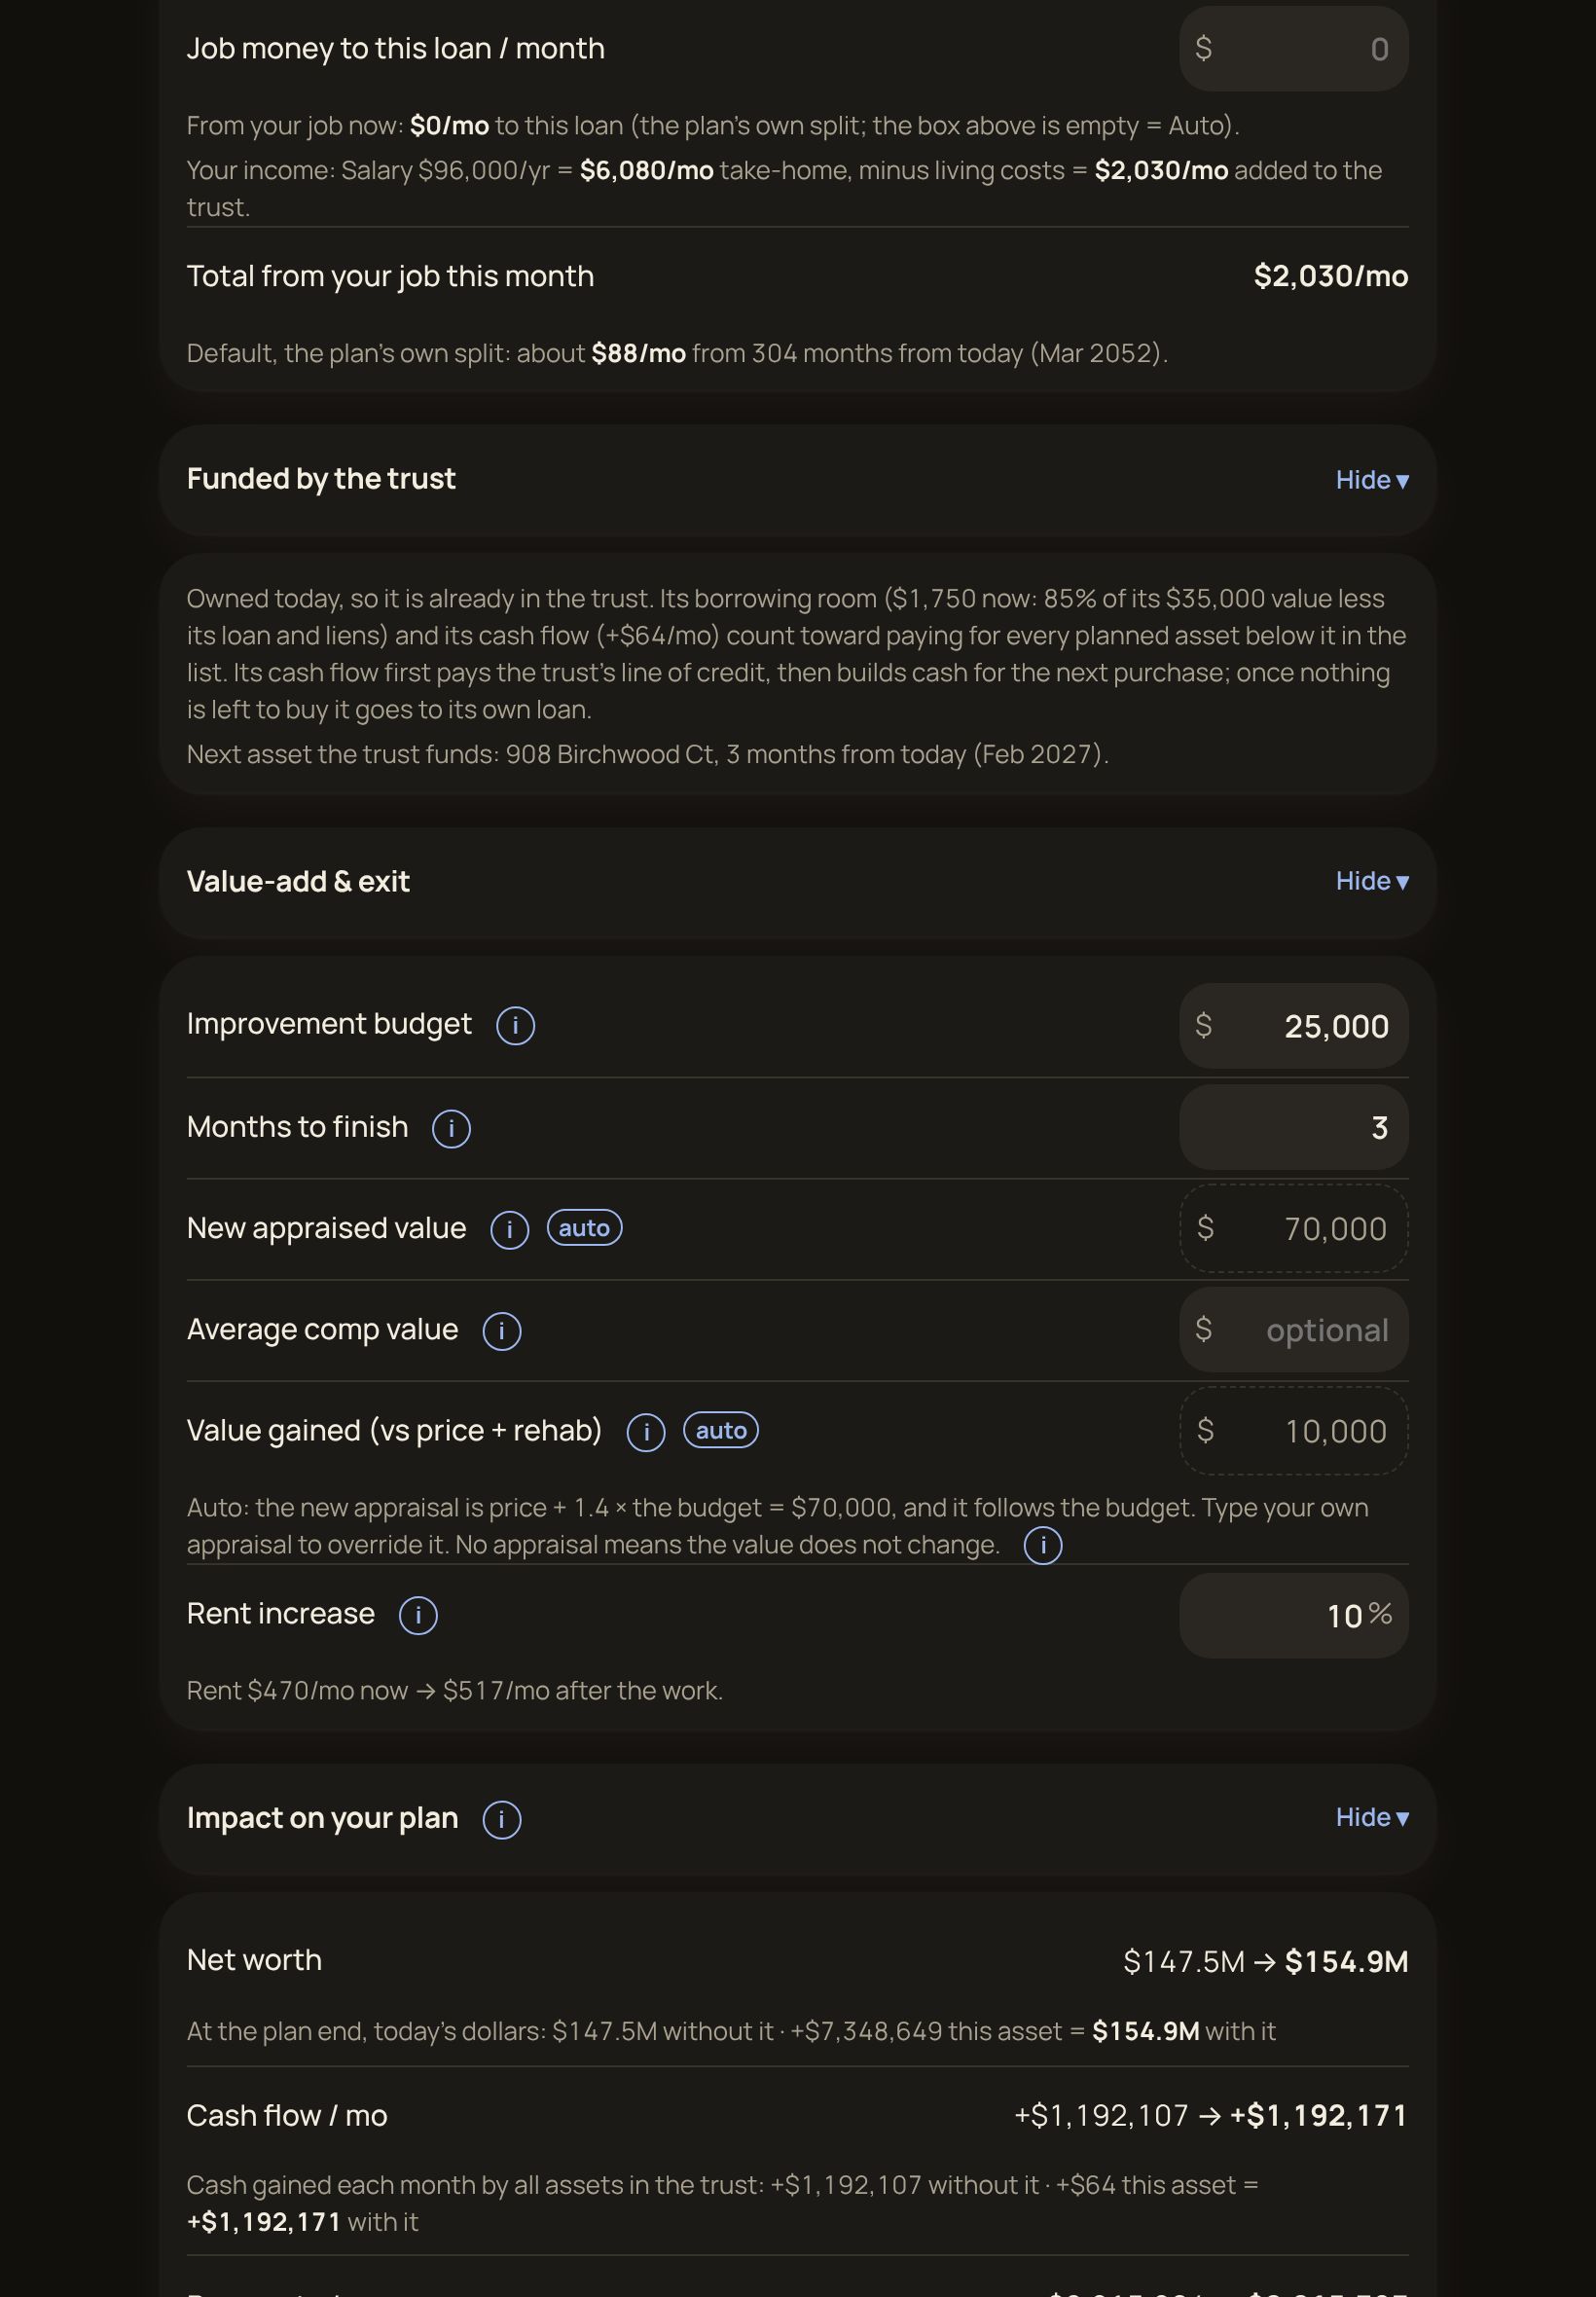 Job money to this loan / month
$ 0
From your job now: $0/mo to this loan (the plan's own split; the box above is empty = Auto).
Your income: Salary $96,000/yr = $6,080/mo take-home, minus living costs = $2,030/mo added to the
trust.
Total from your job this month $2,030/mo
Default, the plan's own split: about $88/mo from 304 months from today (Mar 2052).
Funded by the trust Hide ▾
Owned today, so it is already in the trust. Its borrowing room ($1,750 now: 85% of its $35,000 value less
its loan and liens) and its cash flow (+$64/mo) count toward paying for every planned asset below it in the
list. Its cash flow first pays the trust's line of credit, then builds cash for the next purchase; once nothing
is left to buy it goes to its own loan.
Next asset the trust funds: 908 Birchwood Ct, 3 months from today (Feb 2027).
Value-add & exit Hide ▾
Improvement budget i $ 25,000
Months to finish i 3
New appraised value i auto $ 70,000
Average comp value i $ optional
Value gained (vs price + rehab) i auto $ 10,000
Auto: the new appraisal is price + 1.4 × the budget = $70,000, and it follows the budget. Type your own
appraisal to override it. No appraisal means the value does not change. i
Rent increase i 10 %
Rent $470/mo now → $517/mo after the work.
Impact on your plan i Hide ▾
Net worth $147.5M → $154.9M
At the plan end, today's dollars: $147.5M without it · +$7,348,649 this asset = $154.9M with it
Cash flow / mo +$1,192,107 → +$1,192,171
Cash gained each month by all assets in the trust: +$1,192,107 without it · +$64 this asset =
+$1,192,171 with it